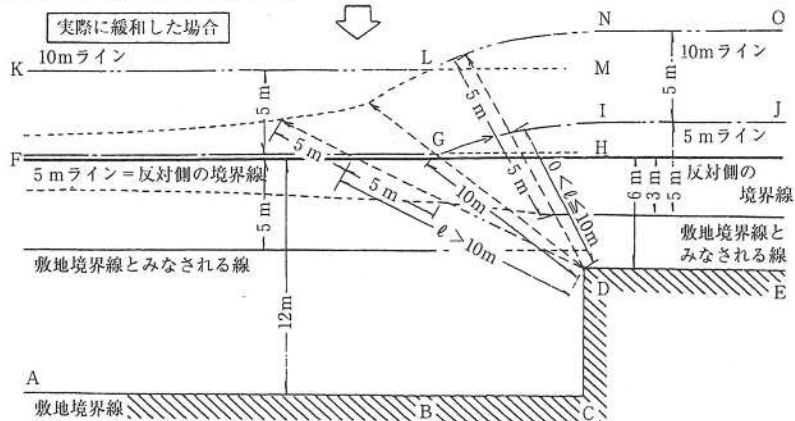 実際に緩和した場合
10mライン
K
L
N
O
10mライン
M
5m
5m
5m
I
J
5mライン
G
H
F
5mライン=反対側の境界線
5m
5m
5m
10m
ℓ>10m
0<ℓ≦10m
6m
3m
5m
反対側の
境界線
5m
敷地境界線とみなされる線
敷地境界線と
みなされる線
12m
D
E
A
敷地境界線
B
C